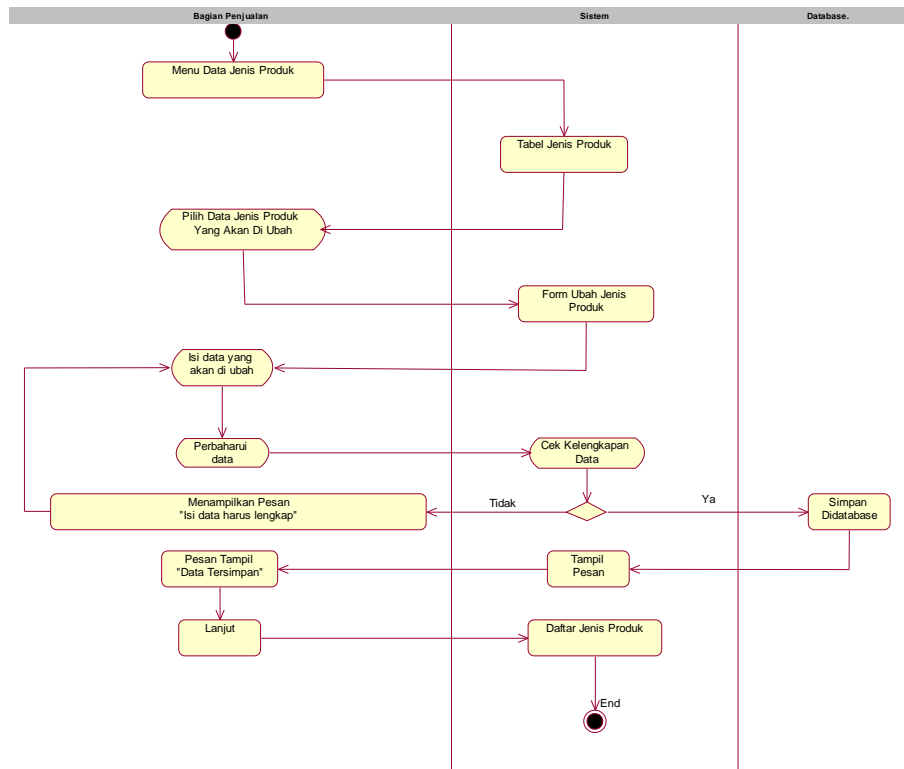 Bagian Penjualan
Sistem
Database.
Menu Data Jenis Produk
Tabel Jenis Produk
Pilih Data Jenis Produk
Yang Akan Di Ubah
Form Ubah Jenis
Produk
Isi data yang
akan di ubah
Perbaharui
data
Cek Kelengkapan
Data
Menampilkan Pesan
"Isi data harus lengkap"
Tidak
Ya
Simpan
Didatabase
Pesan Tampil
"Data Tersimpan"
Tampil
Pesan
Lanjut
Daftar Jenis Produk
End